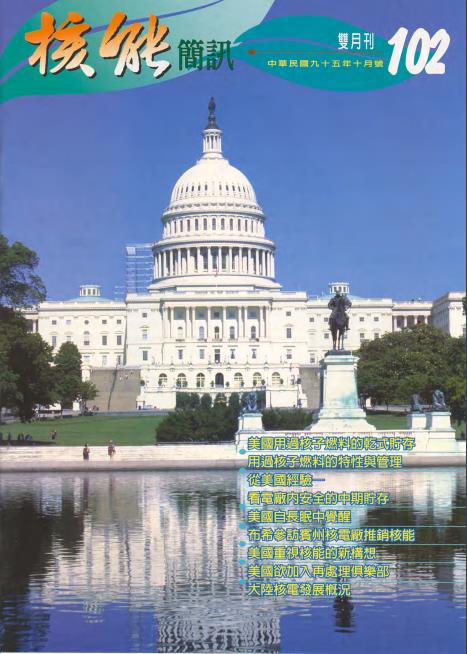 核能簡訊
雙月刊
102
中華民國九十五年十月號
美國用過核子燃料的乾式貯存
用過核子燃料的特性與管理
從美國經驗—
看電廠內安全的中期貯存
美國自長眠中覺醒
布希參訪賓州核電廠推銷核能
美國重視核能的新構想
美國欲加入再處理俱樂部
大陸核電發展概況